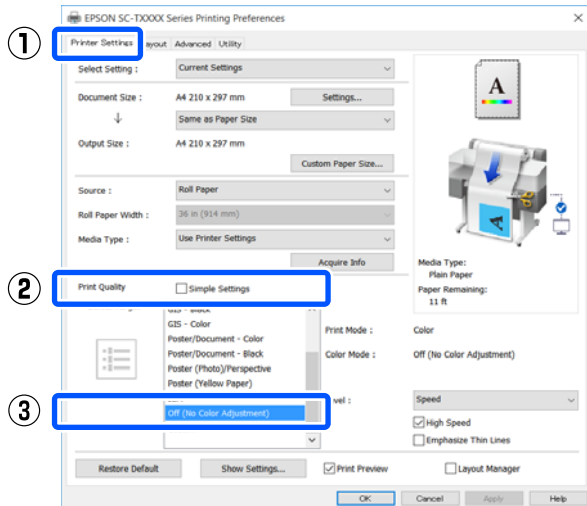 EPSON SC-TXXXX Series Printing Preferences
1
Printer Settings ayout Advanced Utility
Select Setting : Current Settings
Document Size : A4 210 x 297 mm Settings...
Same as Paper Size
Output Size : A4 210 x 297 mm
Custom Paper Size...
Source : Roll Paper
Roll Paper Width : 36 in (914 mm)
Media Type : Use Printer Settings
Acquire Info
A
Media Type:
Plain Paper
Paper Remaining:
11 ft
2
Print Quality Simple Settings
GIS - Color
Poster/Document - Color
Poster/Document - Black
Poster (Photo)/Perspective
Poster (Yellow Paper)
3
Off (No Color Adjustment)
Print Mode : Color
Color Mode : Off (No Color Adjustment)
evel : Speed
High Speed
Emphasize Thin Lines
Restore Default Show Settings... Print Preview Layout Manager
OK Cancel Apply Help